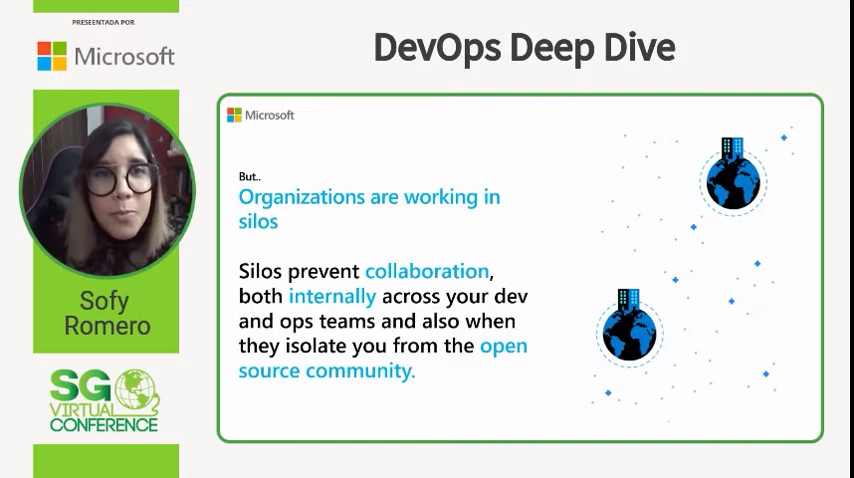 PRESEENTADA POR
Microsoft
DevOps Deep Dive
Microsoft
But..
Organizations are working in
silos
Silos prevent collaboration,
both internally across your dev
and ops teams and also when
they isolate you from the open
source community.
Sofy
Romero
SG
VIRTUAL
CONFERENCE